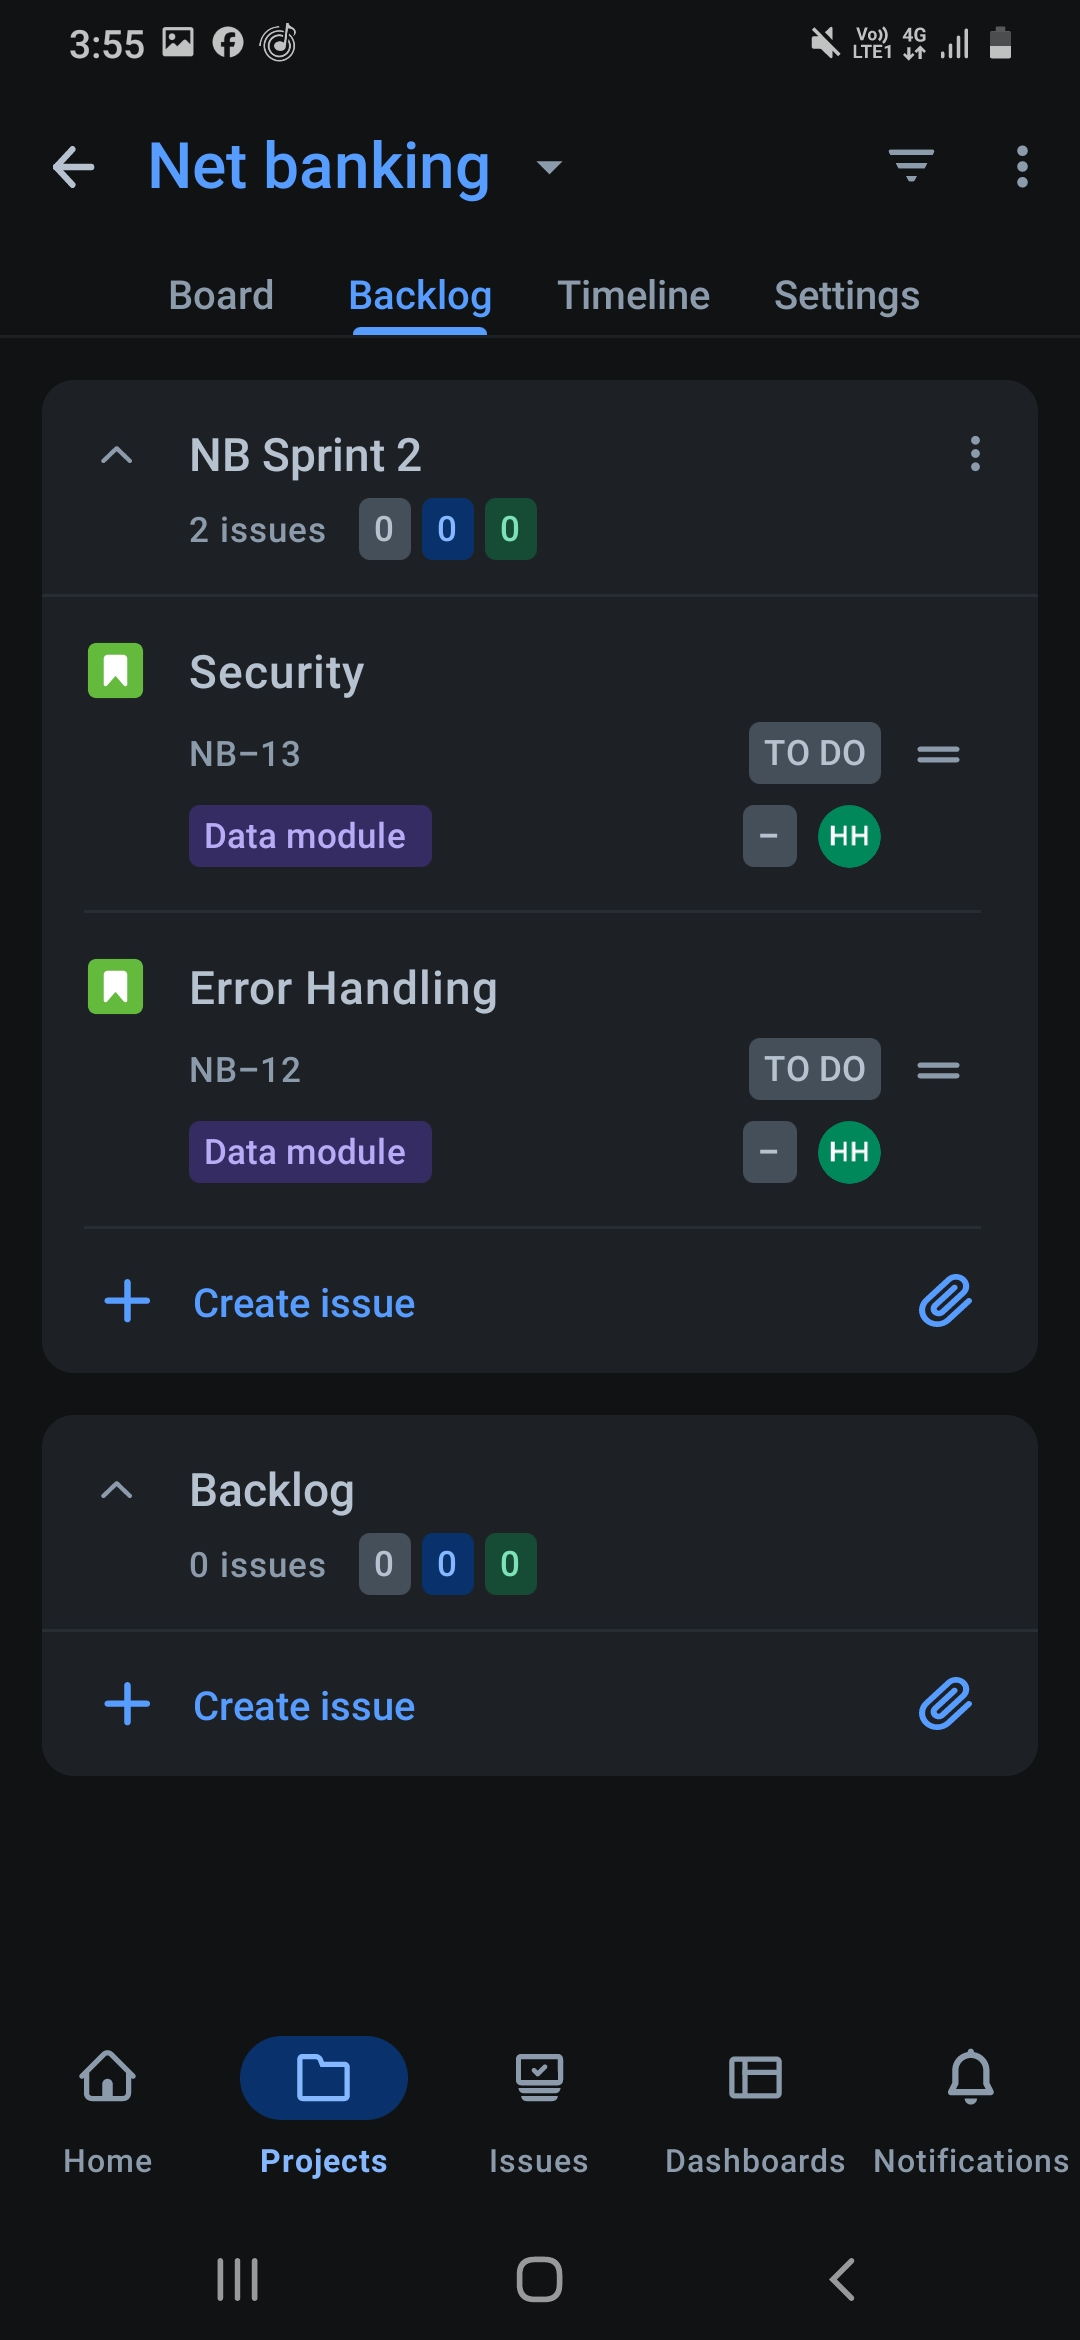 3:55 Vo)) LTE1 4G
Net banking
Board Backlog Timeline Settings
NB Sprint 2
2 issues 0 0 0
Security
NB-13 TO DO
Data module - HH
Error Handling
NB-12 TO DO
Data module - HH
Create issue
Backlog
0 issues 0 0 0
Create issue
Home Projects Issues Dashboards Notifications